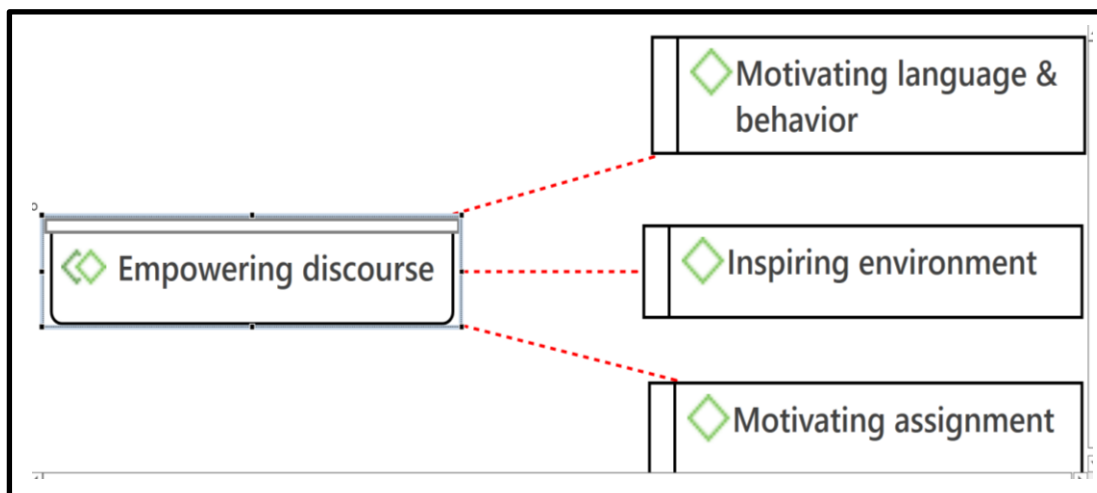 Motivating language &
behavior
Empowering discourse
Inspiring environment
Motivating assignment